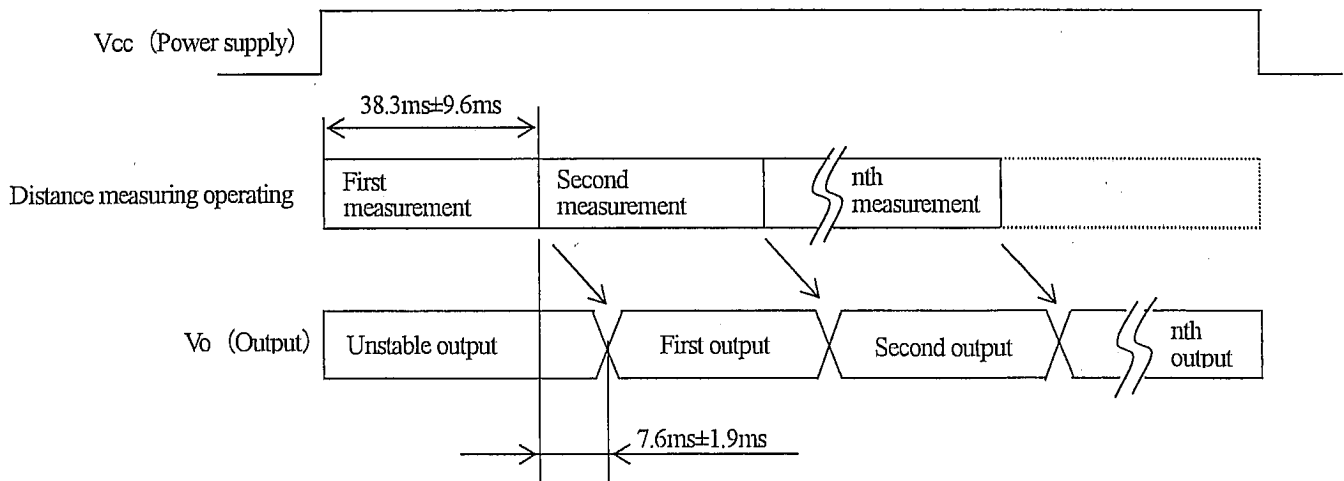 Vcc (Power supply)
38.3ms±9.6ms
Distance measuring operating
First
measurement
Second
measurement
nth
measurement
Vo (Output)
Unstable output
First output
Second output
nth
output
7.6ms±1.9ms